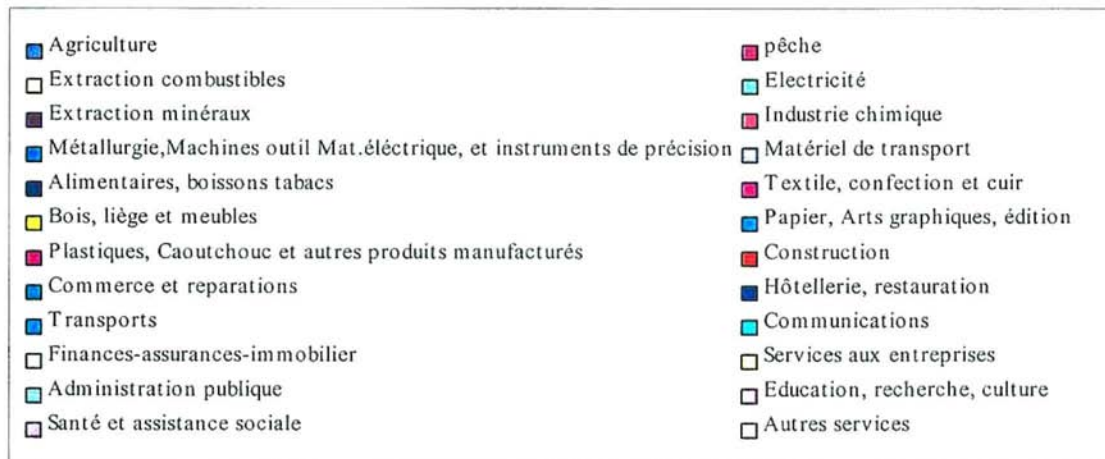 Agriculture
pêche
Extraction combustibles
Electricité
Extraction minéraux
Industrie chimique
Métallurgie,Machines outil Mat.éléctrique, et instruments de précision
Matériel de transport
Alimentaires, boissons tabacs
Textile, confection et cuir
Bois, liège et meubles
Papier, Arts graphiques, édition
Plastiques, Caoutchouc et autres produits manufacturés
Construction
Commerce et reparations
Hôtellerie, restauration
Transports
Communications
Finances-assurances-immobilier
Services aux entreprises
Administration publique
Education, recherche, culture
Santé et assistance sociale
Autres services